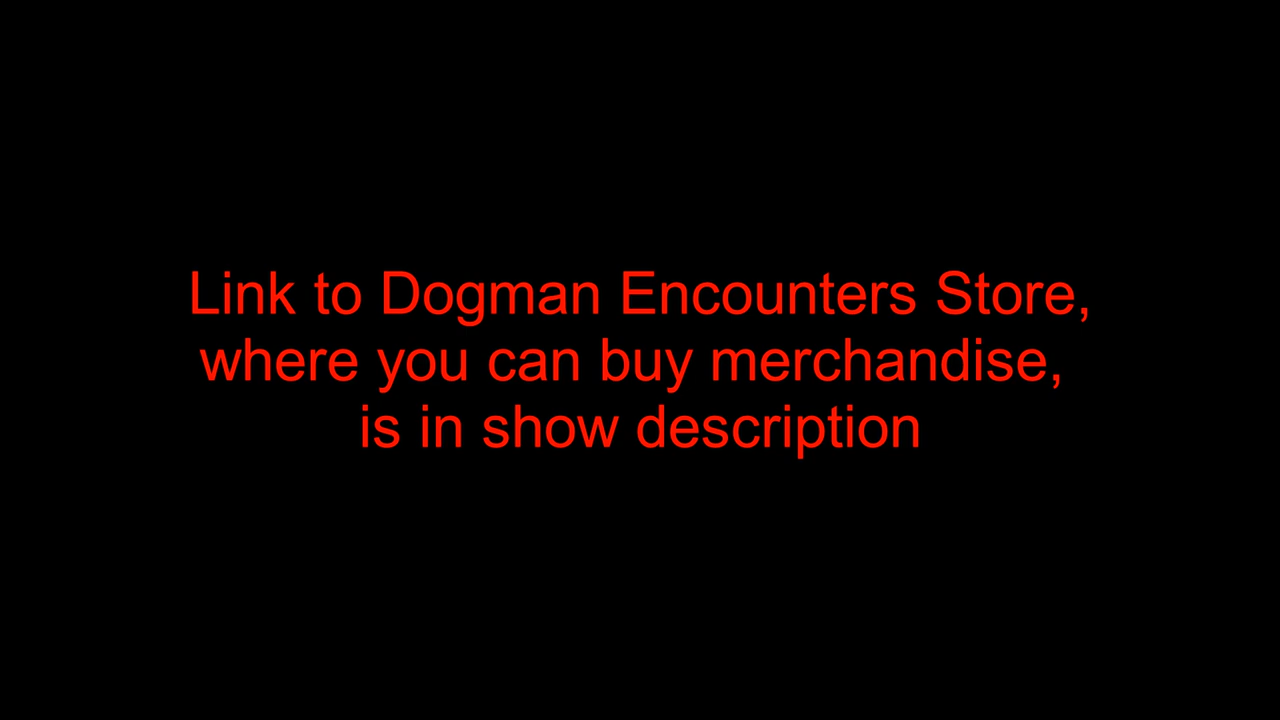 Link to Dogman Encounters Store,
where you can buy merchandise,
is in show description